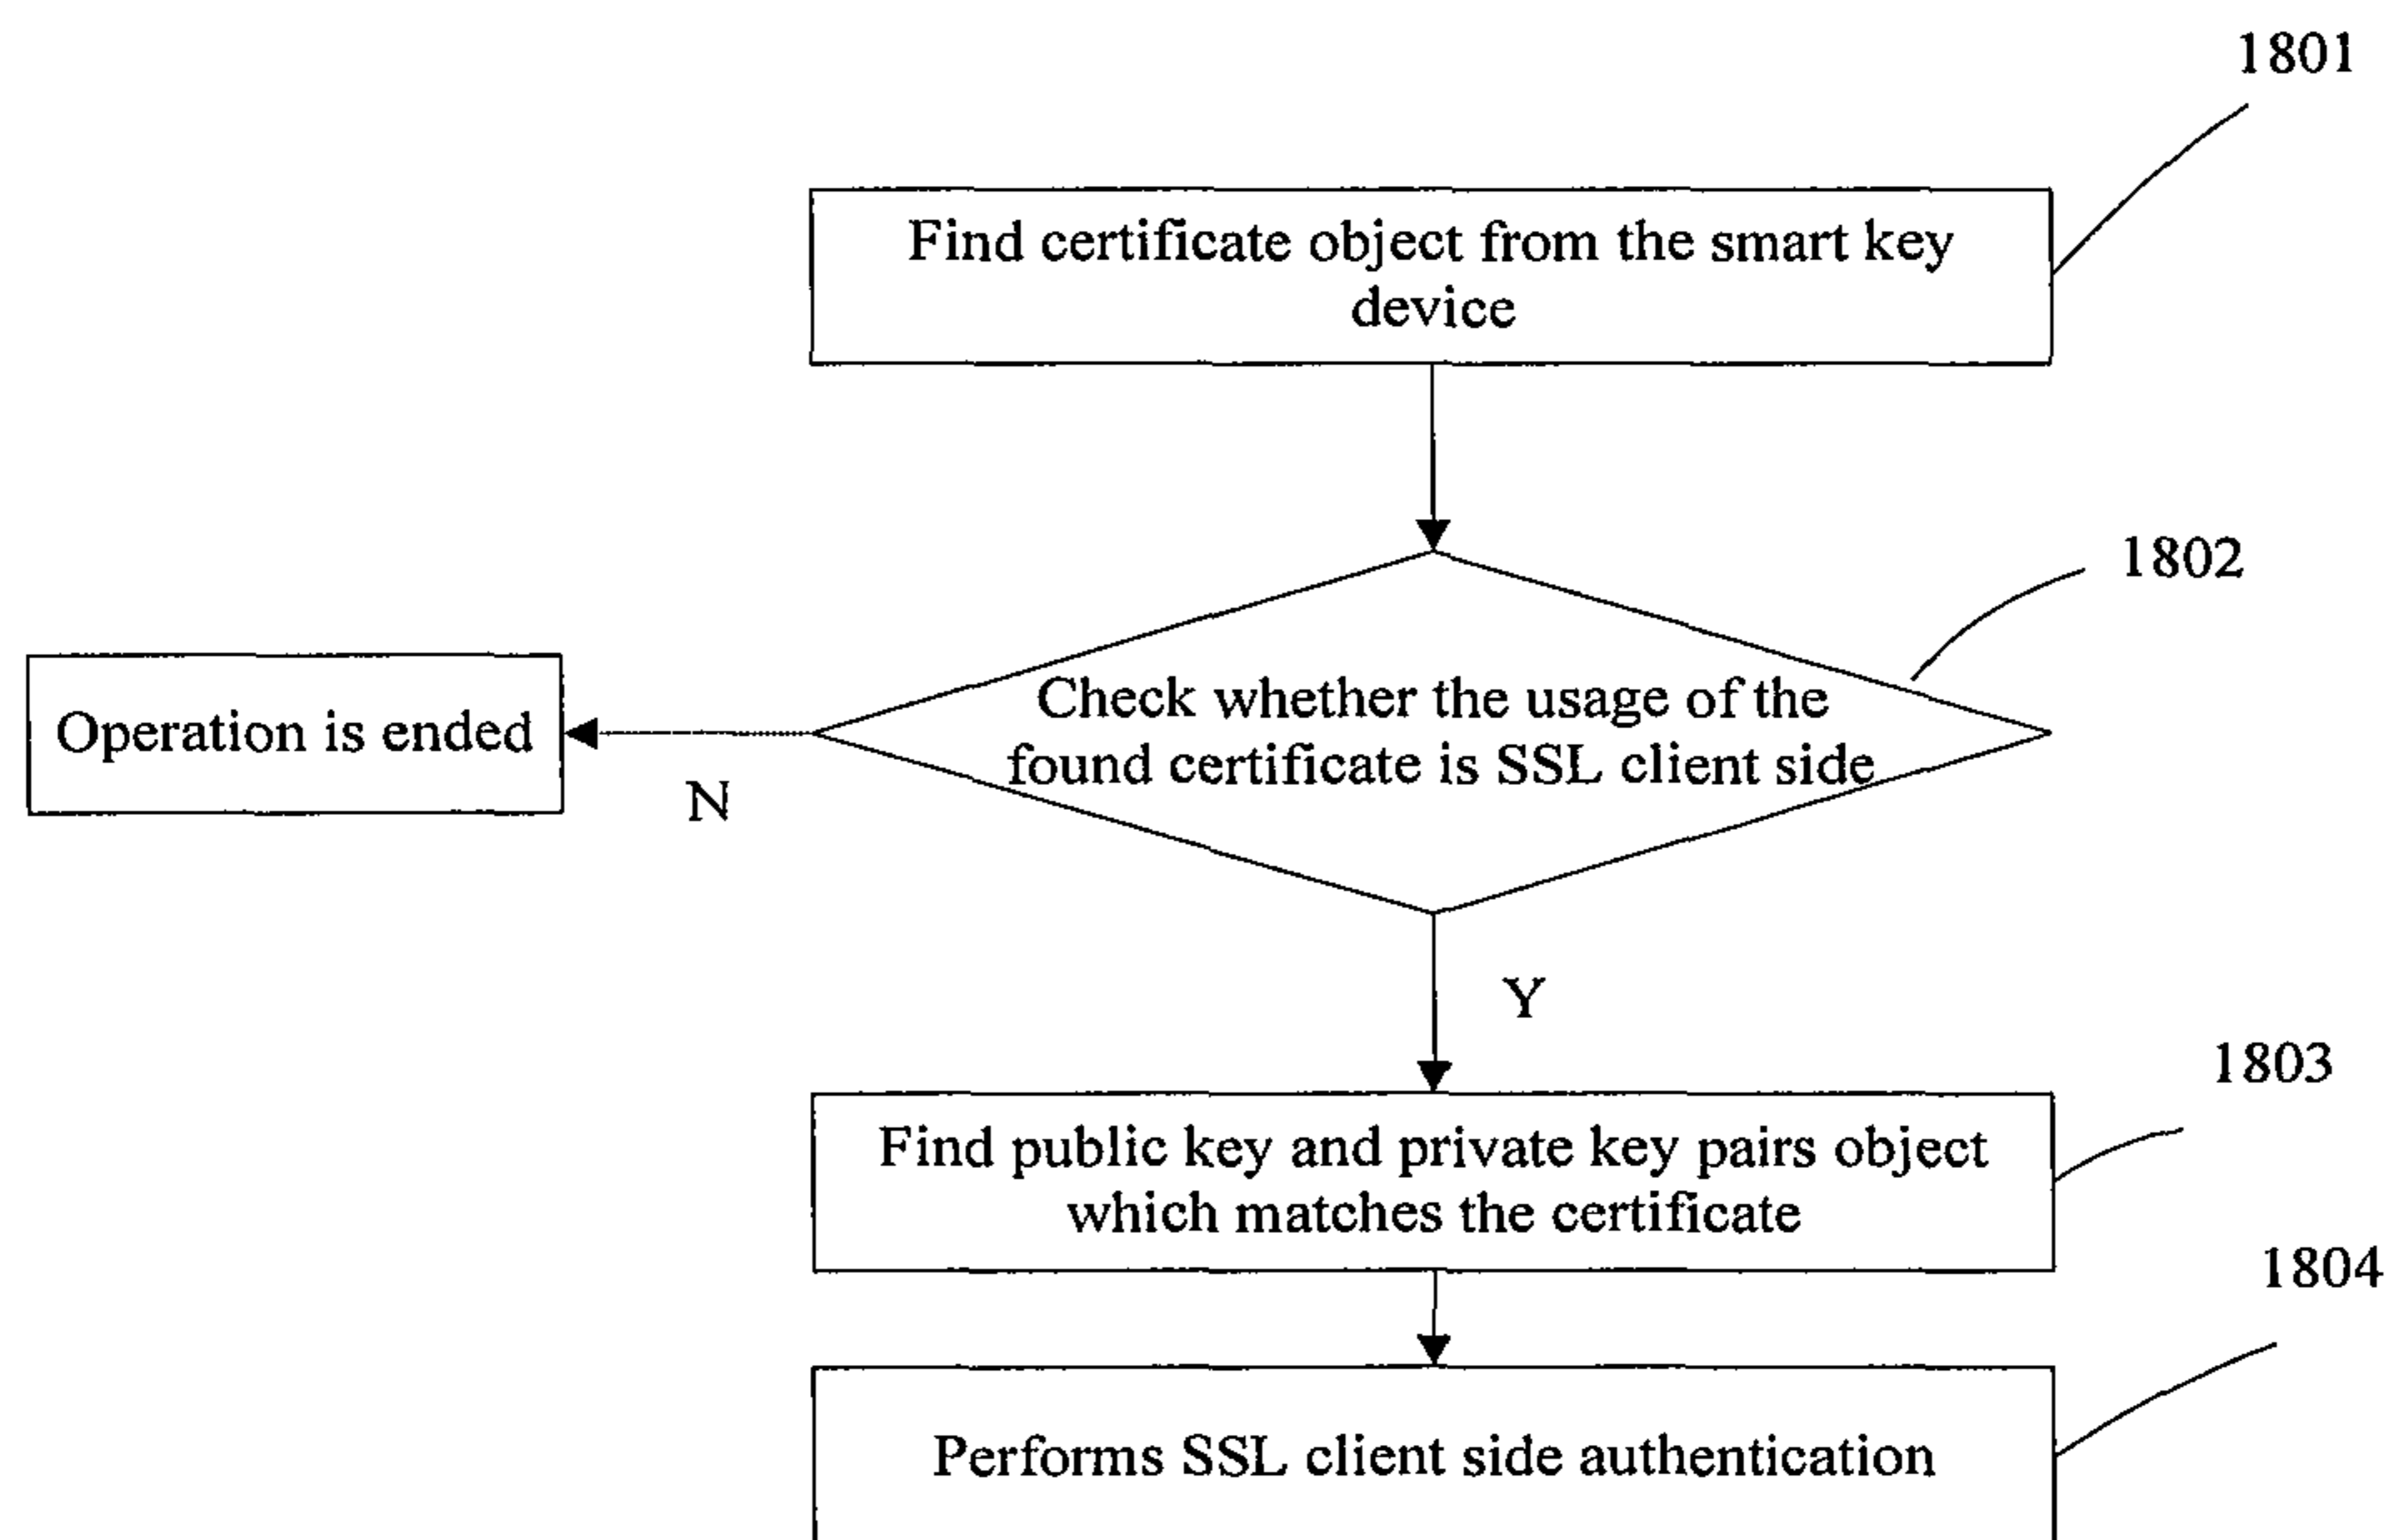 1801
Find certificate object from the smart key
device
1802
Check whether the usage of the
found certificate is SSL client side
Operation is ended
N
Y
1803
Find public key and private key pairs object
which matches the certificate
1804
Performs SSL client side authentication